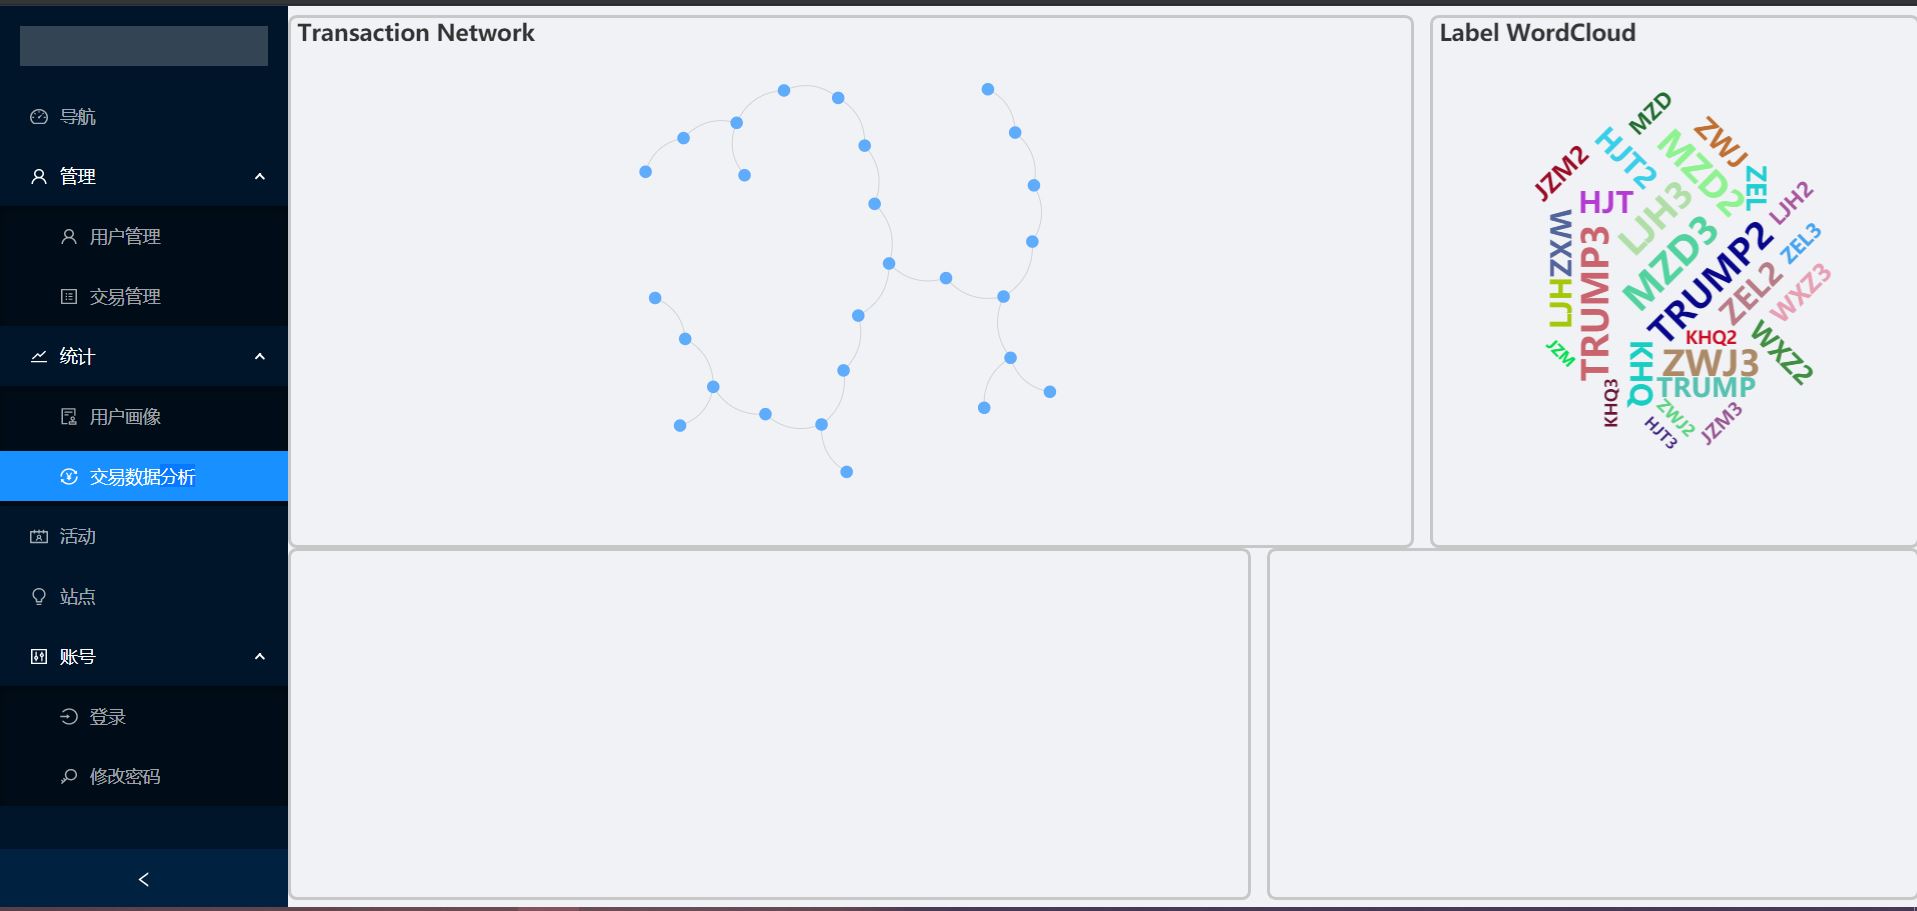 导航
管理
用户管理
交易管理
统计
用户画像
交易数据分析
活动
站点
账号
登录
修改密码
Transaction Network
Label WordCloud
MZD
ZWJ
HJT2
MZD2
JZM2
ZEL
LJH2
HJT
LJH3
WXZ
MZD3
TRUMP2
ZEL3
TRUMP3
ZEL2
WXZ3
LJH
KHQ2
WXZ2
JZM
ZWJ3
KHQ
TRUMP
KHQ3
ZWJ2
JZM3
HJT3